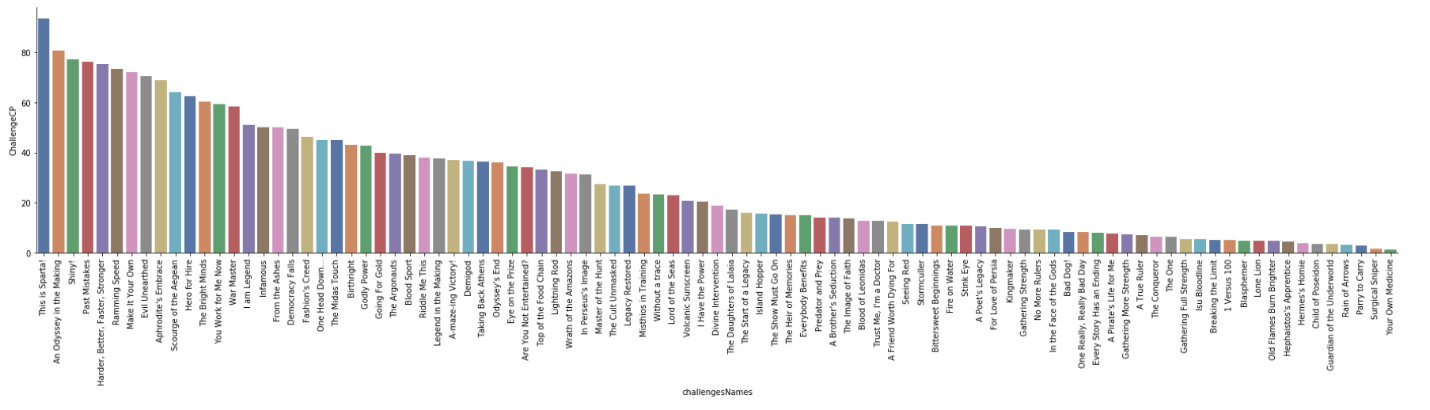 ChallengeCP
80
60
40
20
0
This is Sparta!
An Odyssey in the Making
Shiny!
Past Mistakes
Harder, Better, Faster, Stronger
Ramming Speed
Make It Your Own
Evil Unearthed
Aphrodite's Embrace
Scourge of the Aegean
Hero for Hire
The Bright Minds
You Work for Me Now
War Master
I am Legend
Infamous
From the Ashes
Democracy Falls
Fashion's Creed
One Head Down...
The Midas Touch
Birthright
Godly Power
Going For Gold
The Argonauts
Blood Sport
Riddle Me This
Legend in the Making
A-maze-ing Victory!
Demigod
Taking Back Athens
Odyssey's End
Eye on the Prize
Are You Not Entertained?
Top of the Food Chain
Lightning Rod
Wrath of the Amazons
In Perseus's Image
Master of the Hunt
The Cult Unmasked
Legacy Restored
Misthios in Training
Without a trace
Lord of the Seas
Volcanic Sunscreen
I Have the Power
Divine Intervention
The Daughters of Lalaia
The Start of a Legacy
Island Hopper
The Show Must Go On
The Heir of Memories
Everybody Benefits
Predator and Prey
A Brother's Seduction
The Image of Faith
Blood of Leonidas
Trust Me, I'm a Doctor
A Friend Worth Dying For
Seeing Red
Stormculler
Bittersweet Beginnings
Fire on Water
Stink Eye
A Poet's Legacy
For Love of Persia
Kingmaker
Gathering Strength
No More Rulers
In the Face of the Gods
Bad Dog!
One Really, Really Bad Day
Every Story Has an Ending
A Pirate's Life for Me
Gathering More Strength
A True Ruler
The Conqueror
The One
Gathering Full Strength
Isu Bloodline
Breaking the Limit
1 Versus 100
Blasphemer
Lone Lion
Old Flames Burn Brighter
Hephaistos's Apprentice
Hermes's Homie
Child of Poseidon
Guardian of the Underworld
Rain of Arrows
Parry to Carry
Surgical Sniper
Your Own Medicine
challengesNames